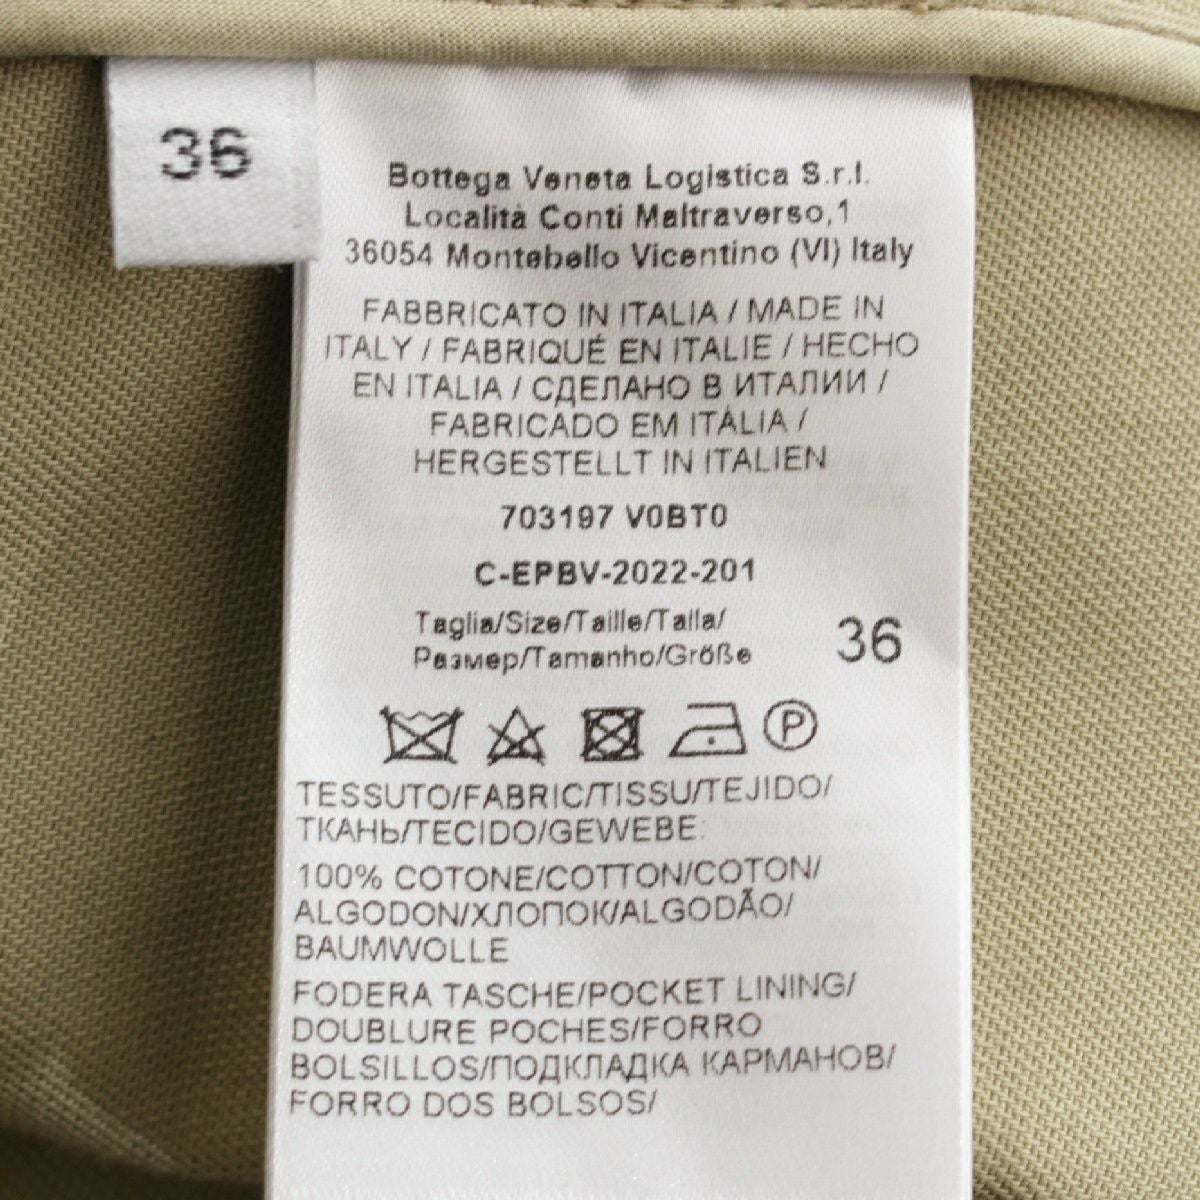 36
Bottega Veneta Logistica S.r.l.
Località Conti Maltraverso,1
36054 Montebello Vicentino (VI) Italy
FABBRICATO IN ITALIA / MADE IN
ITALY / FABRIQUÉ EN ITALIE / HECHO
EN ITALIA / СДЕЛАНО В ИТАЛИИ /
FABRICADO EM ITÁLIA /
HERGESTELLT IN ITALIEN
703197 V0BT0
C-EPBV-2022-201
Taglia/Size/Taille/Talla/
Размер/Tamanho/Größe
36
P
TESSUTO/FABRIC/TISSU/TEJIDO/
ТКАНЬ/TECIDO/GEWEBE:
100% COTONE/COTTON/COTON/
ALGODON/ХЛОПОК/ALGODÃO/
BAUMWOLLE
FODERA TASCHE/POCKET LINING/
DOUBLURE POCHES/FORRO
BOLSILLOS/ПОДКЛАДКА КАРМАНОВ/
FORRO DOS BOLSOS/